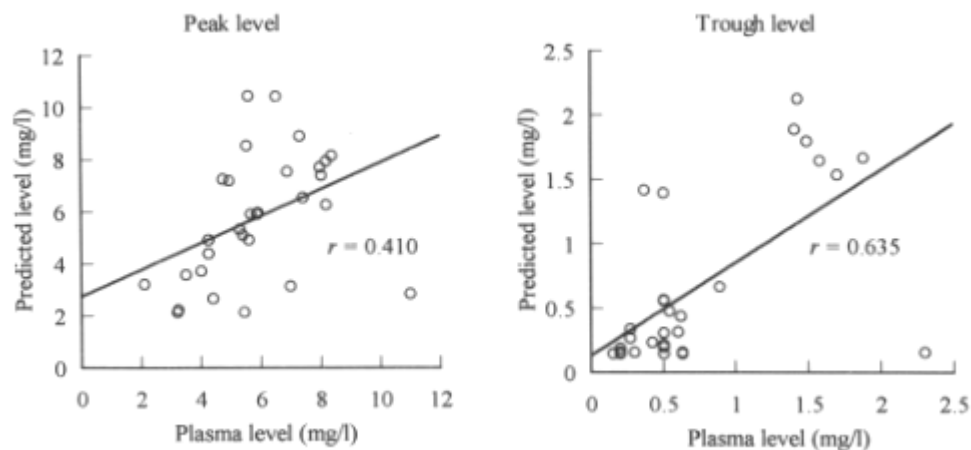 Peak level
12
10
8
6
4
2
0
Predicted level (mg/l)
r = 0.410
0 2 4 6 8 10 12
Plasma level (mg/l)
Trough level
2.5
2
1.5
1
0.5
0
Predicted level (mg/l)
r = 0.635
0 0.5 1 1.5 2 2.5
Plasma level (mg/l)